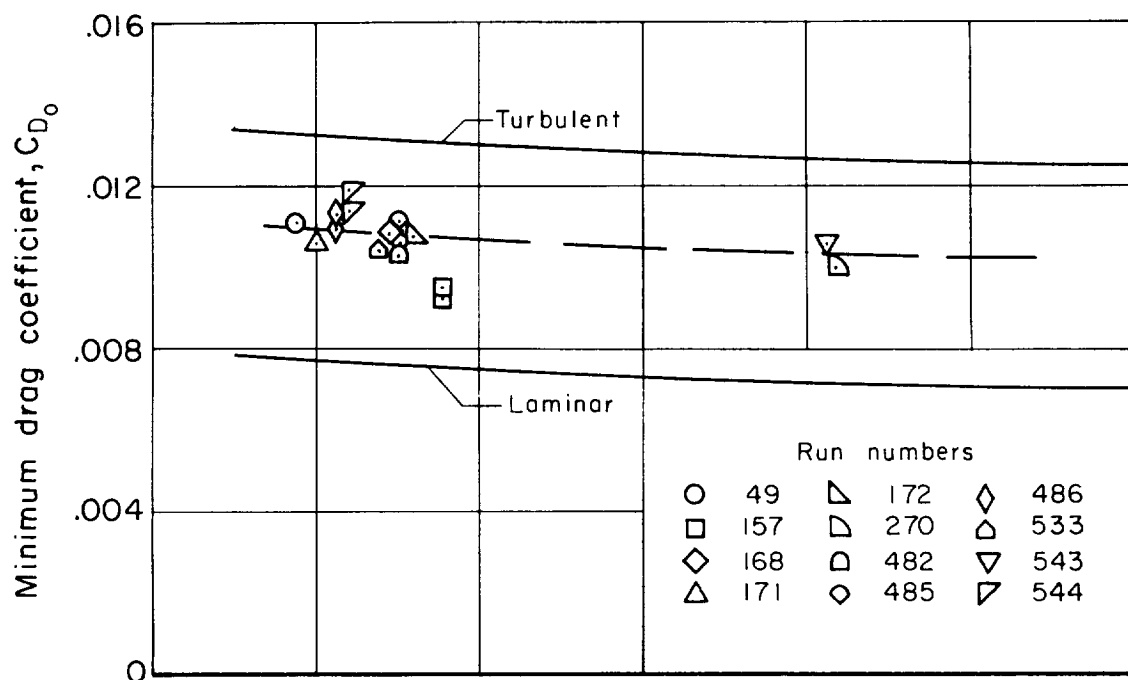 .016
Minimum drag coefficient, CD₀
Turbulent
.012
.008
Laminar
Run numbers
49 172 486
.004
157 270 533
168 482 543
171 485 544
0